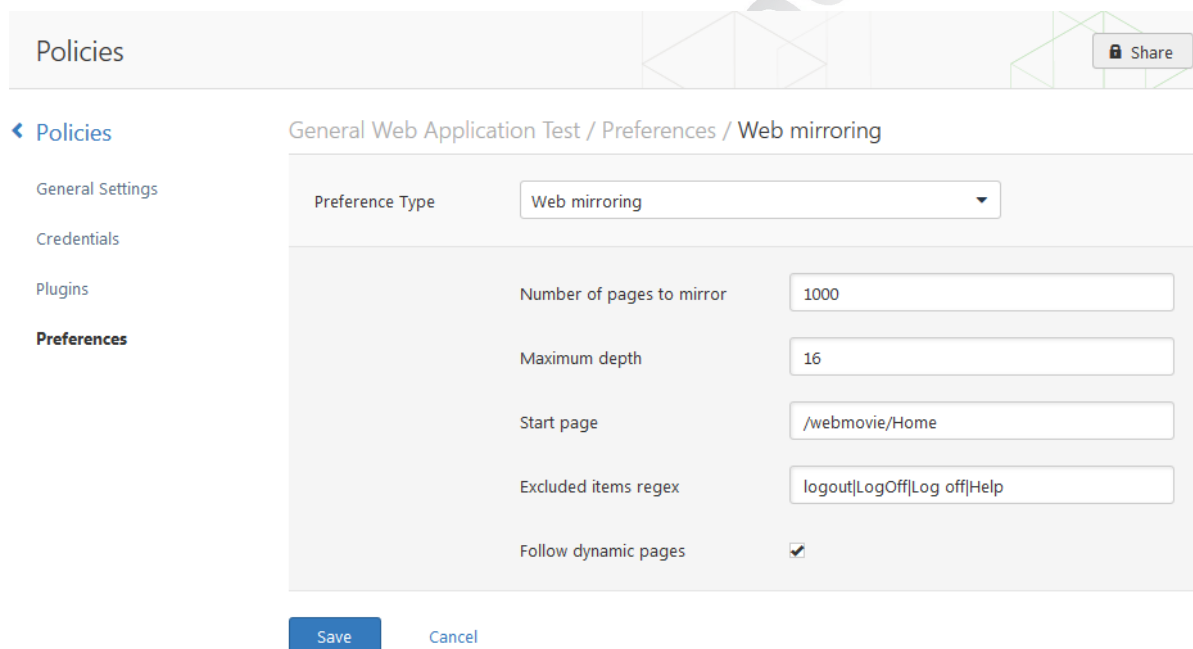 Policies
Share
Policies
General Web Application Test / Preferences / Web mirroring
General Settings
Credentials
Plugins
Preferences
Preference Type
Web mirroring
Number of pages to mirror
1000
Maximum depth
16
Start page
/webmovie/Home
Excluded items regex
logout|LogOff|Log off|Help
Follow dynamic pages
Save
Cancel